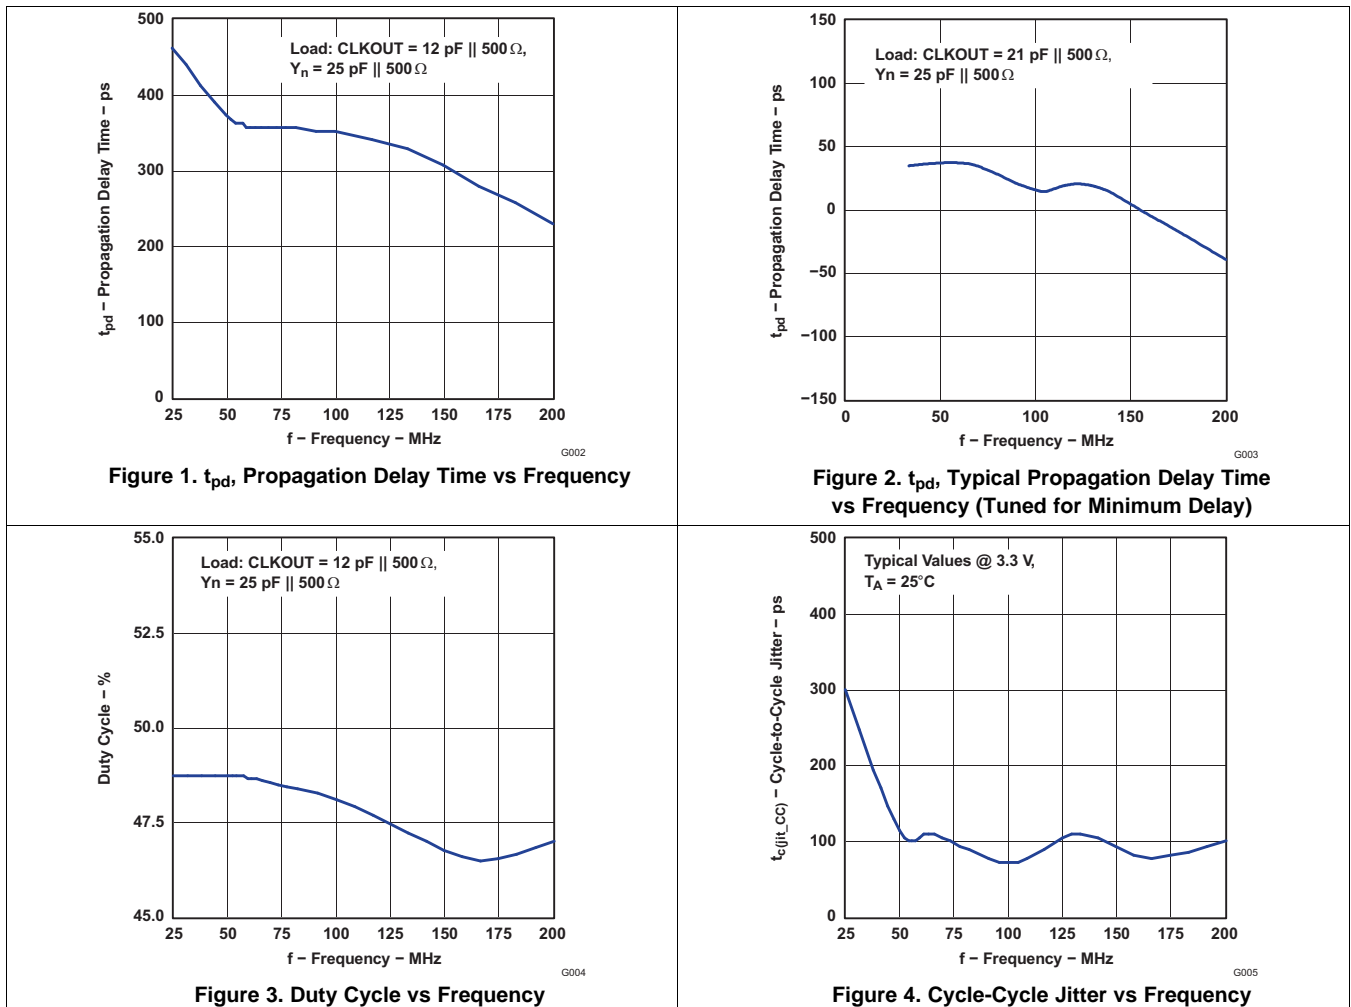 500
400
300
200
100
0
25 50 75 100 125 150 175 200
t_pd − Propagation Delay Time − ps
Load: CLKOUT = 12 pF || 500 Ω,
Y_n = 25 pF || 500 Ω
f − Frequency − MHz
G002
Figure 1. t_pd, Propagation Delay Time vs Frequency
150
100
50
0
−50
−100
−150
0 50 100 150 200
t_pd − Propagation Delay Time − ps
Load: CLKOUT = 21 pF || 500 Ω,
Yn = 25 pF || 500 Ω
f − Frequency − MHz
G003
Figure 2. t_pd, Typical Propagation Delay Time
vs Frequency (Tuned for Minimum Delay)
55.0
52.5
50.0
47.5
45.0
25 50 75 100 125 150 175 200
Duty Cycle − %
Load: CLKOUT = 12 pF || 500 Ω,
Yn = 25 pF || 500 Ω
f − Frequency − MHz
G004
Figure 3. Duty Cycle vs Frequency
500
400
300
200
100
0
25 50 75 100 125 150 175 200
t_c(jit_CC) − Cycle-to-Cycle Jitter − ps
Typical Values @ 3.3 V,
T_A = 25°C
f − Frequency − MHz
G005
Figure 4. Cycle-Cycle Jitter vs Frequency